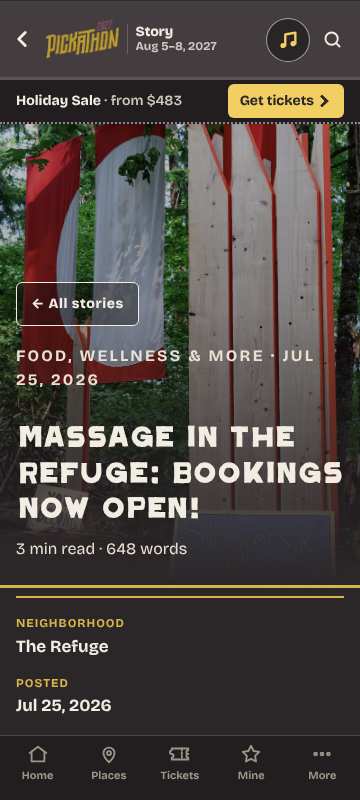 2027
PICKATHON
Story
Aug 5–8, 2027
Holiday Sale · from $483
Get tickets
← All stories
FOOD, WELLNESS & MORE · JUL
25, 2026
MASSAGE IN THE
REFUGE: BOOKINGS
NOW OPEN!
3 min read · 648 words
NEIGHBORHOOD
The Refuge
POSTED
Jul 25, 2026
Home
Places
Tickets
Mine
More